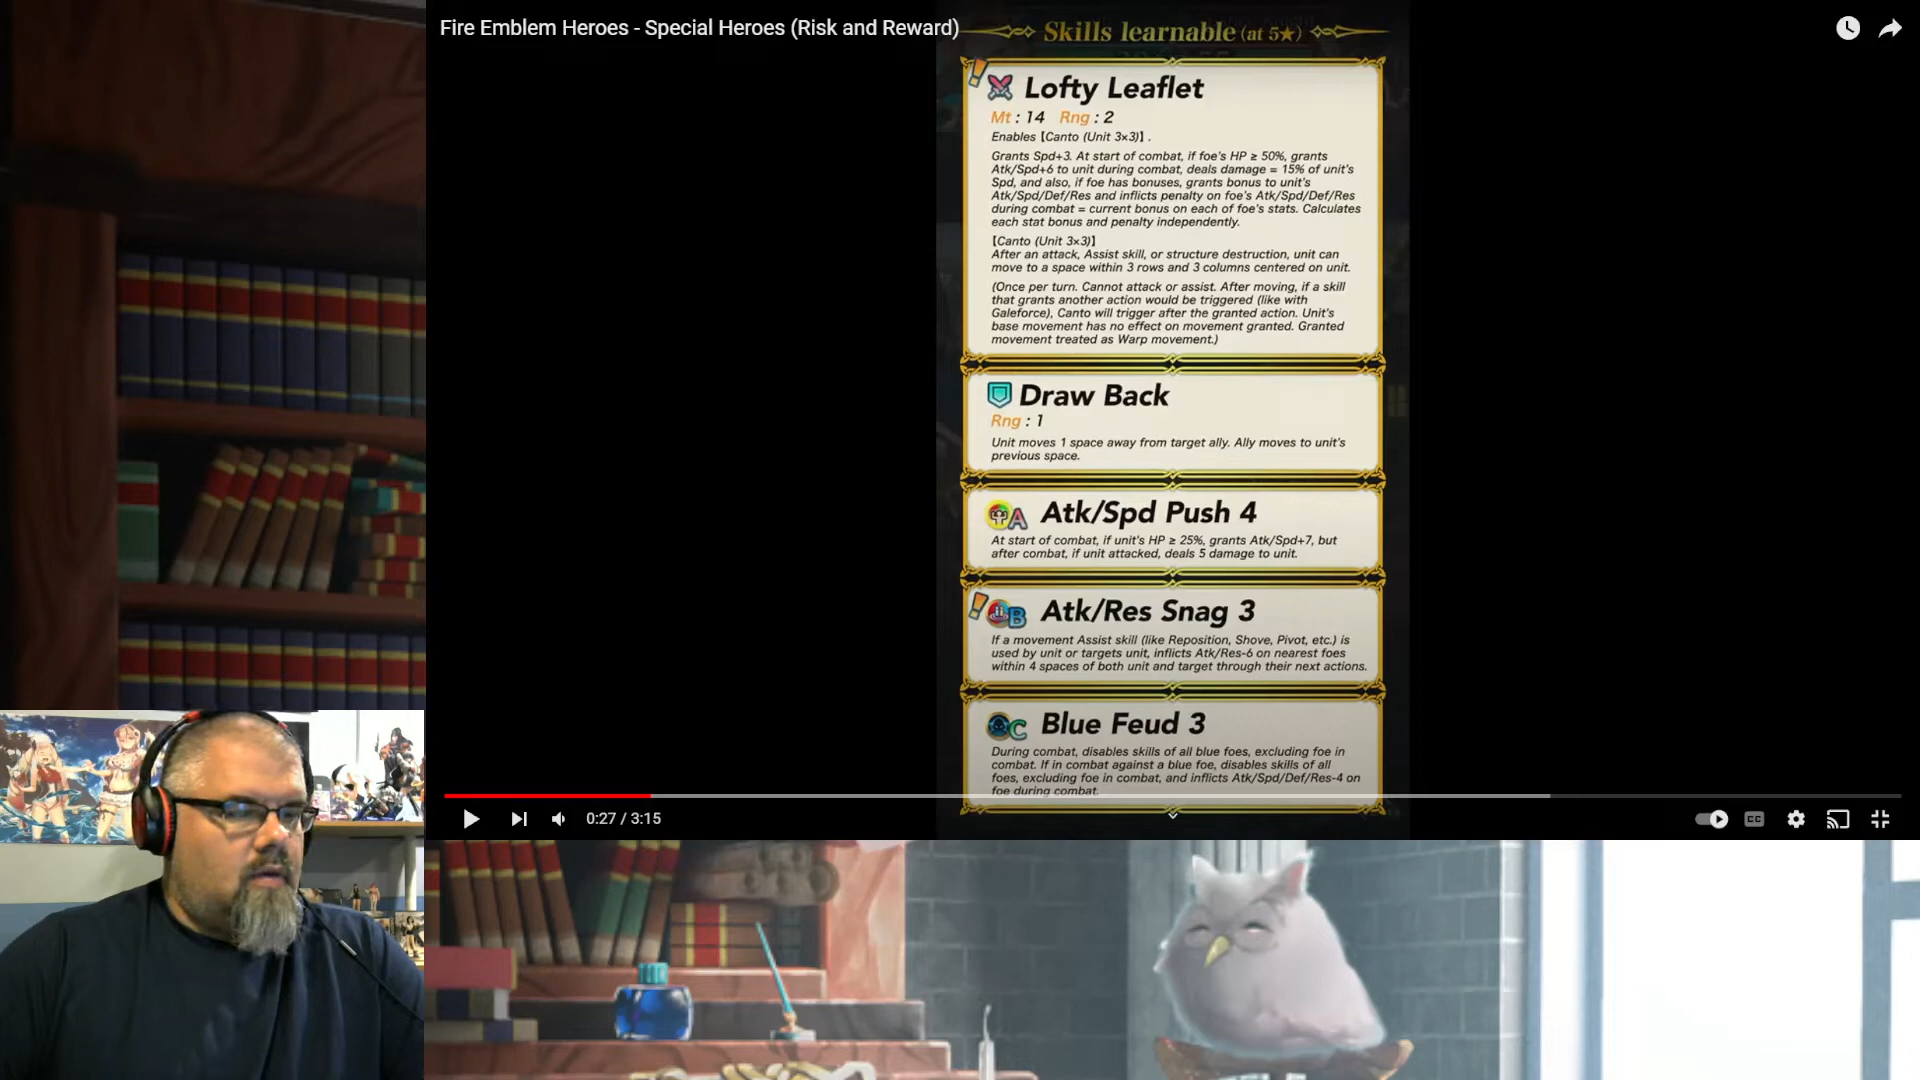 Fire Emblem Heroes - Special Heroes (Risk and Reward)
Skills learnable (at 5★)
Lofty Leaflet
Mt : 14 Rng : 2
Enables【Canto (Unit 3×3)】.
Grants Spd+3. At start of combat, if foe's HP ≥ 50%, grants
Atk/Spd+6 to unit during combat, deals damage = 15% of unit's
Spd, and also, if foe has bonuses, grants bonus to unit's
Atk/Spd/Def/Res and inflicts penalty on foe's Atk/Spd/Def/Res
during combat = current bonus on each of foe's stats. Calculates
each stat bonus and penalty independently.
【Canto (Unit 3×3)】
After an attack, Assist skill, or structure destruction, unit can
move to a space within 3 rows and 3 columns centered on unit.
(Once per turn. Cannot attack or assist. After moving, if a skill
that grants another action would be triggered (like with
Galeforce), Canto will trigger after the granted action. Unit's
base movement has no effect on movement granted. Granted
movement treated as Warp movement.)
Draw Back
Rng : 1
Unit moves 1 space away from target ally. Ally moves to unit's
previous space.
A Atk/Spd Push 4
At start of combat, if unit's HP ≥ 25%, grants Atk/Spd+7, but
after combat, if unit attacked, deals 5 damage to unit.
B Atk/Res Snag 3
If a movement Assist skill (like Reposition, Shove, Pivot, etc.) is
used by unit or targets unit, inflicts Atk/Res-6 on nearest foes
within 4 spaces of both unit and target through their next actions.
C Blue Feud 3
During combat, disables skills of all blue foes, excluding foe in
combat. If in combat against a blue foe, disables skills of all
foes, excluding foe in combat, and inflicts Atk/Spd/Def/Res-4 on
foe during combat.
0:27 / 3:15
CC